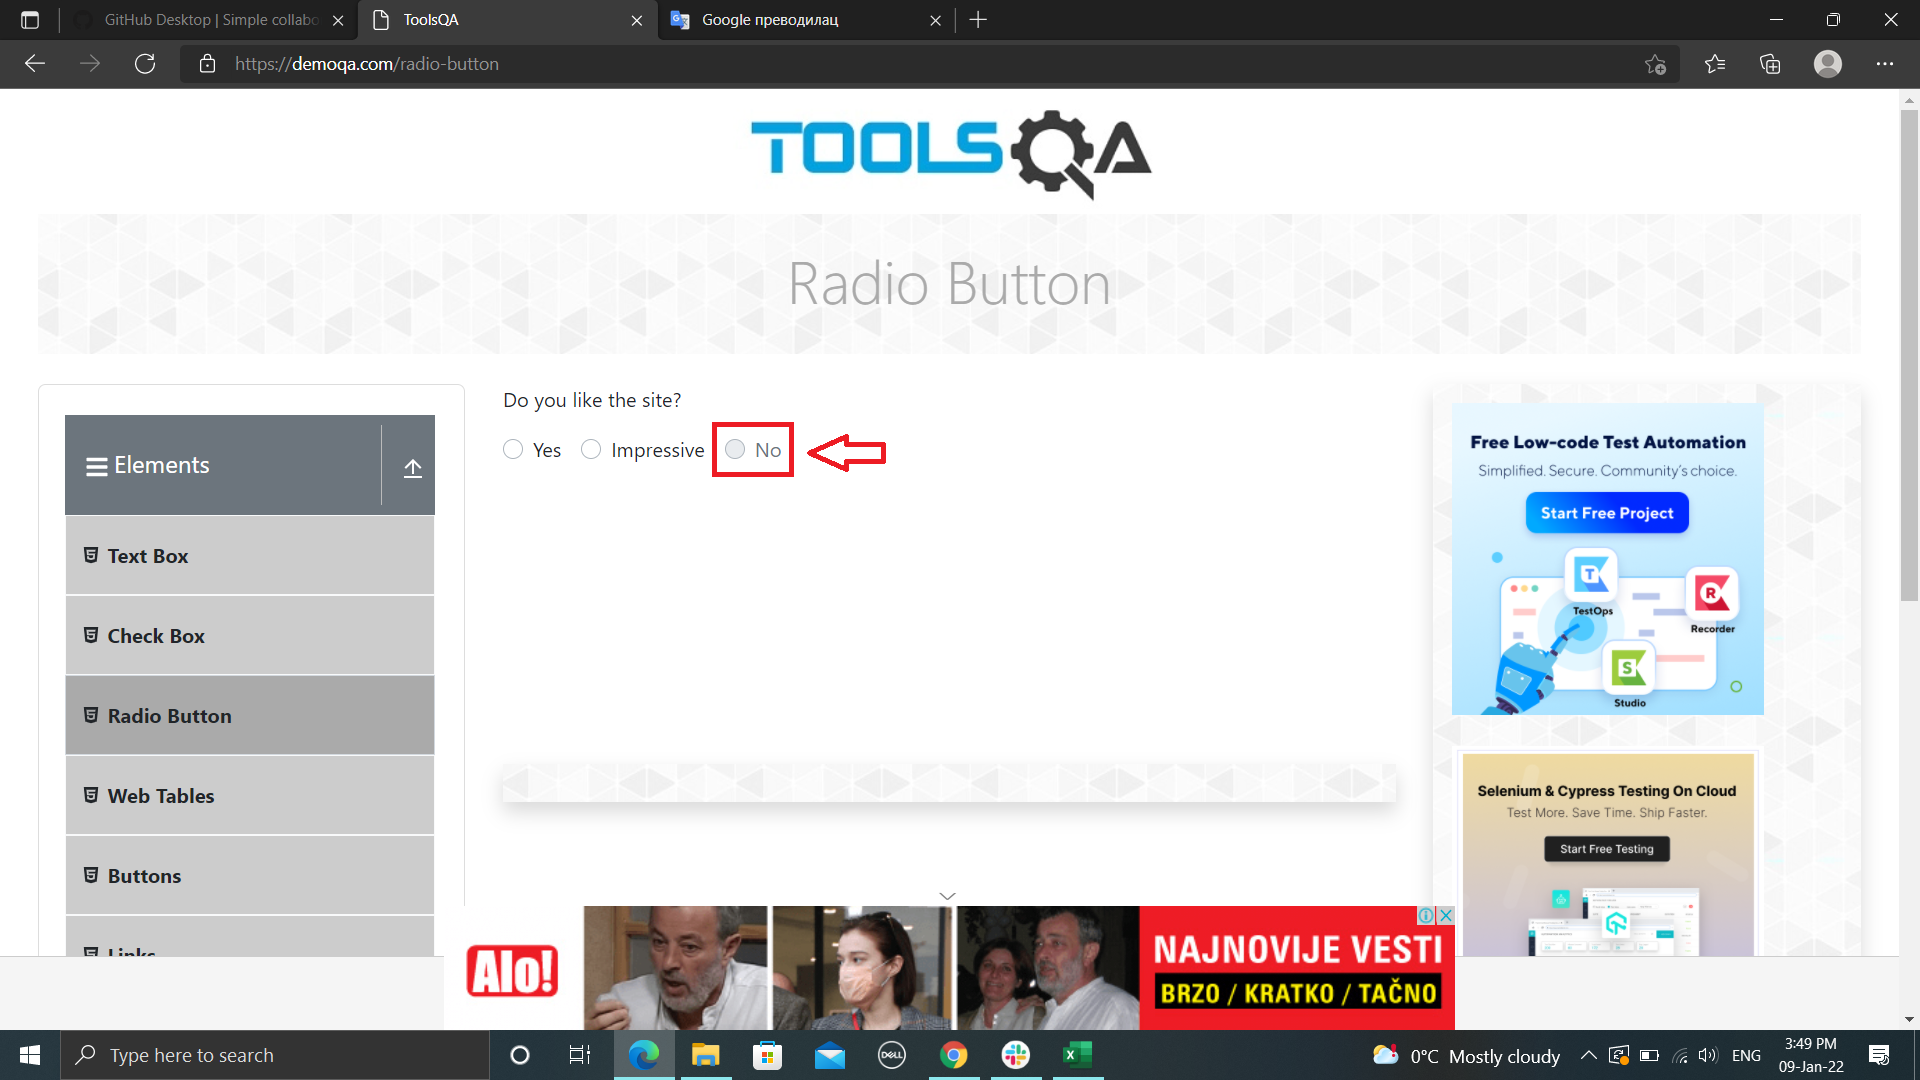 GitHub Desktop | Simple collabo
ToolsQA
Google преводилац
https://demoqa.com/radio-button
TOOLSQA
Radio Button
Do you like the site?
Yes
Impressive
No
Elements
Text Box
Check Box
Radio Button
Web Tables
Buttons
Links
Free Low-code Test Automation
Simplified. Secure. Community's choice.
Start Free Project
TestOps
Recorder
Studio
Selenium & Cypress Testing On Cloud
Test More. Save Time. Ship Faster.
Start Free Testing
Alo!
NAJNOVIJE VESTI
BRZO / KRATKO / TAČNO
Type here to search
DELL
0°C Mostly cloudy
ENG
3:49 PM
09-Jan-22